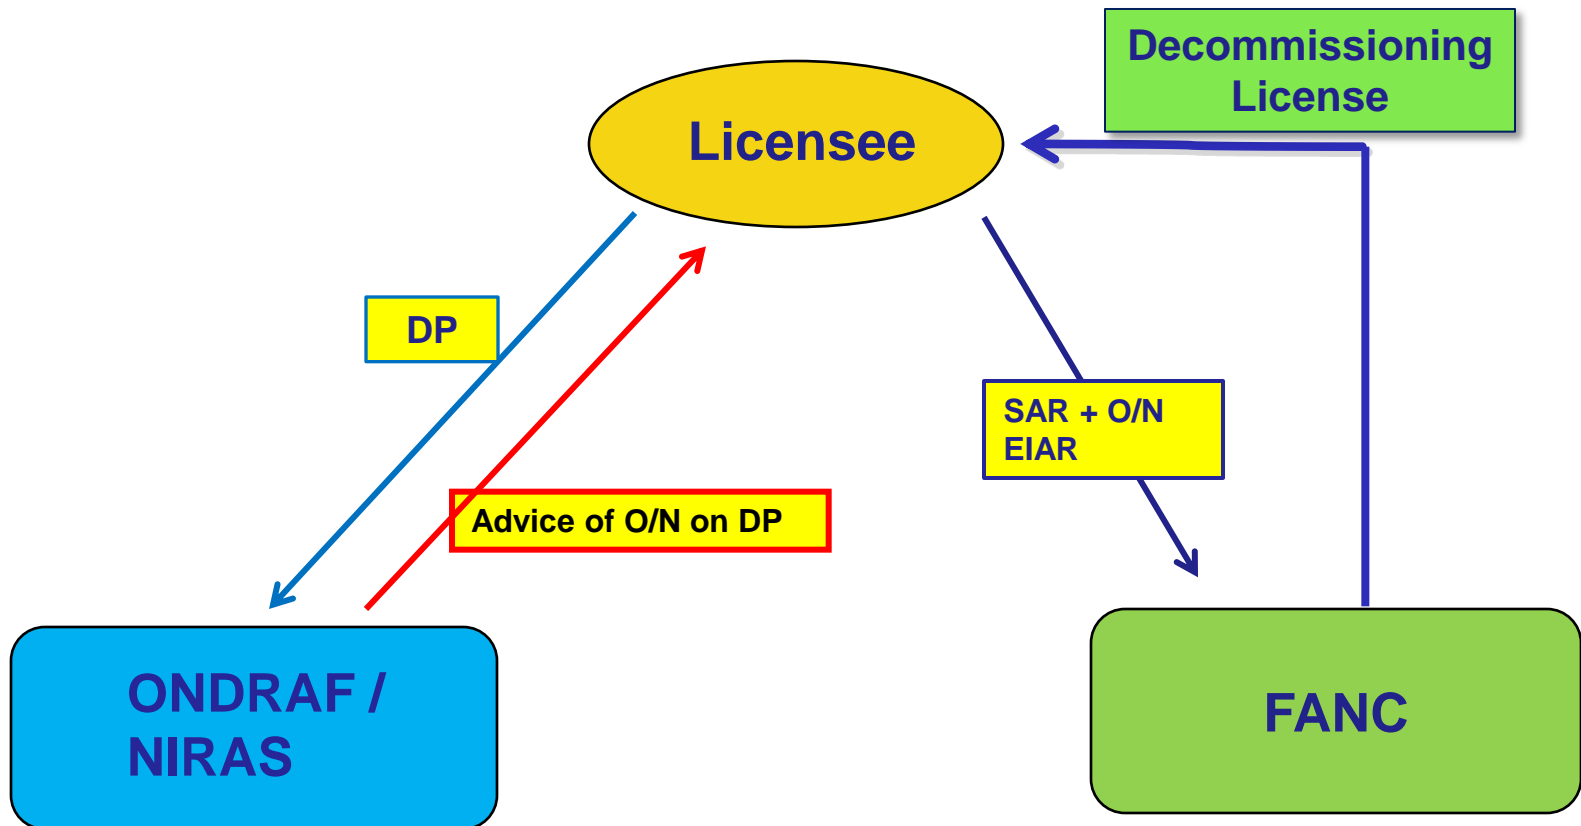 Decommissioning
License
Licensee
DP
SAR + O/N
EIAR
Advice of O/N on DP
ONDRAF /
NIRAS
FANC